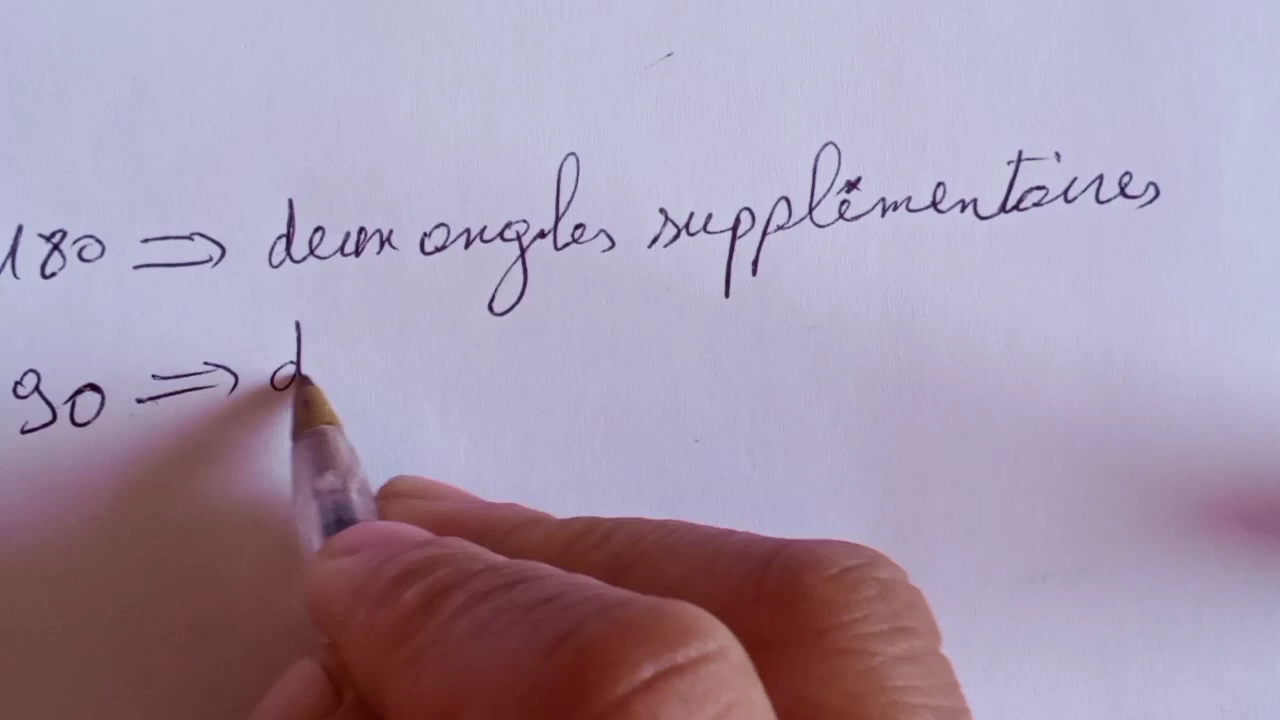 180 => deux angles supplémentaires
90 => d